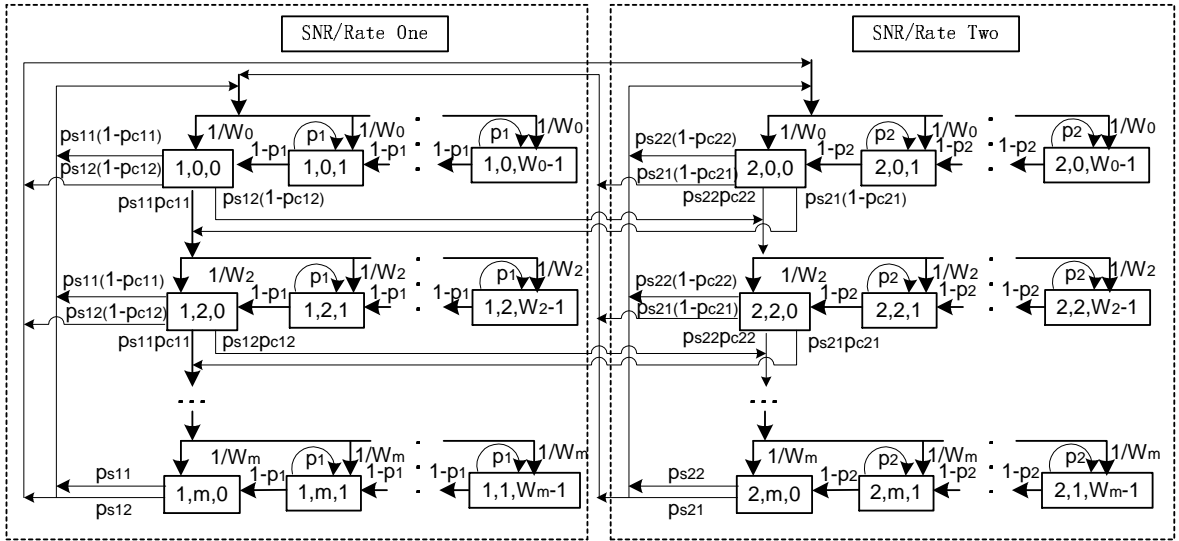 SNR/Rate One
SNR/Rate Two
ps11(1-pc11) 1/W0 p1 1/W0 p1 1/W0
ps12(1-pc12) 1,0,0 1-p1 1,0,1 1-p1 1-p1 1,0,W0-1
ps11pc11 ps12(1-pc12)
ps22(1-pc22) 1/W0 p2 1/W0 p2 1/W0
ps21(1-pc21) 2,0,0 1-p2 2,0,1 1-p2 1-p2 2,0,W0-1
ps22pc22 ps21(1-pc21)
ps11(1-pc11) 1/W2 p1 1/W2 p1 1/W2
ps12(1-pc12) 1,2,0 1-p1 1,2,1 1-p1 1-p1 1,2,W2-1
ps11pc11 ps12pc12
ps22(1-pc22) 1/W2 p2 1/W2 p2 1/W2
ps21(1-pc21) 2,2,0 1-p2 2,2,1 1-p2 1-p2 2,2,W2-1
ps22pc22 ps21pc21
...
...
ps11 1/Wm p1 1/Wm p1 1/Wm
ps12 1,m,0 1-p1 1,m,1 1-p1 1-p1 1,1,Wm-1
ps22 1/Wm p2 1/Wm p2 1/Wm
ps21 2,m,0 1-p2 2,m,1 1-p2 1-p2 2,1,Wm-1